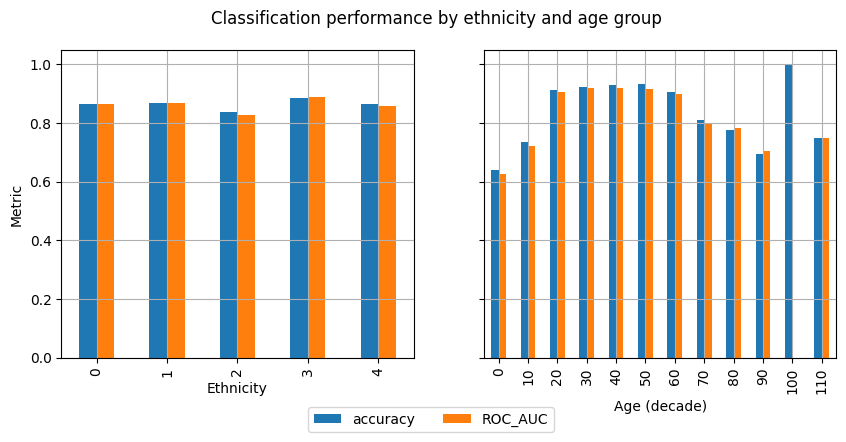 Classification performance by ethnicity and age group
Metric
1.0
0.8
0.6
0.4
0.2
0.0
0 1 2 3 4
Ethnicity
0 10 20 30 40 50 60 70 80 90 100 110
Age (decade)
accuracy ROC_AUC